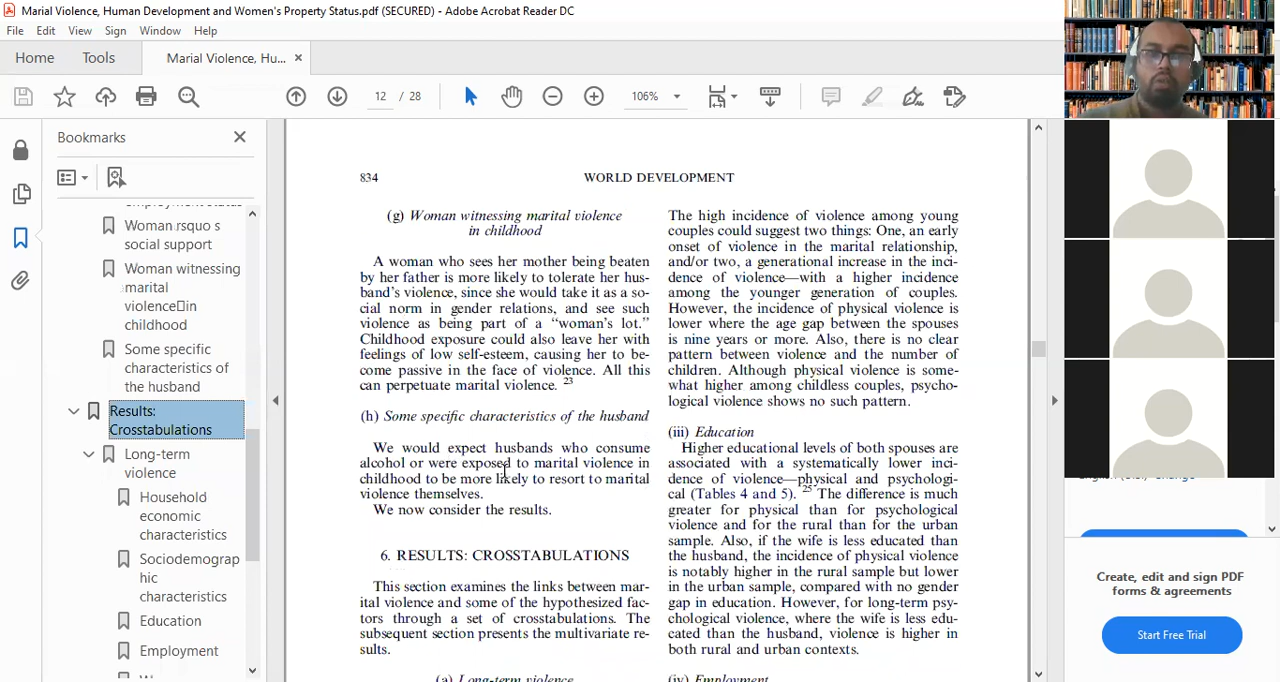 Marial Violence, Human Development and Women's Property Status.pdf (SECURED) - Adobe Acrobat Reader DC
File Edit View Sign Window Help
Home Tools Marial Violence, Hu... ×
12 / 28 106%
Bookmarks
Woman rsquo s
social support
Woman witnessing
marital
violence in
childhood
Some specific
characteristics of
the husband
Results:
Crosstabulations
Long-term
violence
Household
economic
characteristics
Sociodemograp
hic
characteristics
Education
Employment
834 WORLD DEVELOPMENT
(g) Woman witnessing marital violence
in childhood
A woman who sees her mother being beaten
by her father is more likely to tolerate her hus-
band's violence, since she would take it as a so-
cial norm in gender relations, and see such
violence as being part of a "woman's lot."
Childhood exposure could also leave her with
feelings of low self-esteem, causing her to be-
come passive in the face of violence. All this
can perpetuate marital violence. 23
(h) Some specific characteristics of the husband
We would expect husbands who consume
alcohol or were exposed to marital violence in
childhood to be more likely to resort to marital
violence themselves.
We now consider the results.
6. RESULTS: CROSSTABULATIONS
This section examines the links between mar-
ital violence and some of the hypothesized fac-
tors through a set of crosstabulations. The
subsequent section presents the multivariate re-
sults.
(a) Long-term violence
The high incidence of violence among young
couples could suggest two things: One, an early
onset of violence in the marital relationship,
and/or two, a generational increase in the inci-
dence of violence—with a higher incidence
among the younger generation of couples.
However, the incidence of physical violence is
lower where the age gap between the spouses
is nine years or more. Also, there is no clear
pattern between violence and the number of
children. Although physical violence is some-
what higher among childless couples, psycho-
logical violence shows no such pattern.
(iii) Education
Higher educational levels of both spouses are
associated with a systematically lower inci-
dence of violence—physical and psychologi-
cal (Tables 4 and 5). 25 The difference is much
greater for physical than for psychological
violence and for the rural than for the urban
sample. Also, if the wife is less educated than
the husband, the incidence of physical violence
is notably higher in the rural sample but lower
in the urban sample, compared with no gender
gap in education. However, for long-term psy-
chological violence, where the wife is less edu-
cated than the husband, violence is higher in
both rural and urban contexts.
(iv) Employment
Create, edit and sign PDF
forms & agreements
Start Free Trial